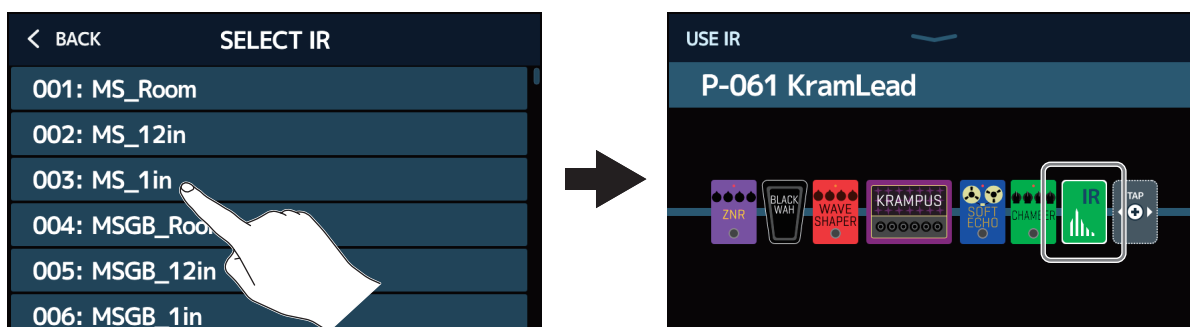 BACK
SELECT IR
001: MS_Room
002: MS_12in
003: MS_1in
004: MSGB_Roo
005: MSGB_12in
006: MSGB_1in
USE IR
P-061 KramLead
ZNR
BLACK
WAH
WAVE
SHAPER
KRAMPUS
SOFT
ECHO
CHAMBER
IR
TAP